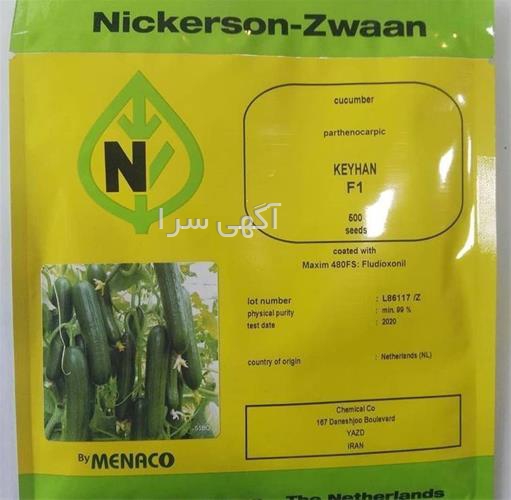 Nickerson-Zwaan
N
cucumber
parthenocarpic
KEYHAN
F1
500
seeds
آگهی سرا
coated with
Maxim 480FS: Fludioxonil
lot number : L86117 /Z
physical purity : min. 99 %
test date : 2020
country of origin : Netherlands (NL)
Chemical Co
167 Daneshjoo Boulevard
YAZD
IRAN
By MENACO
The Netherlands